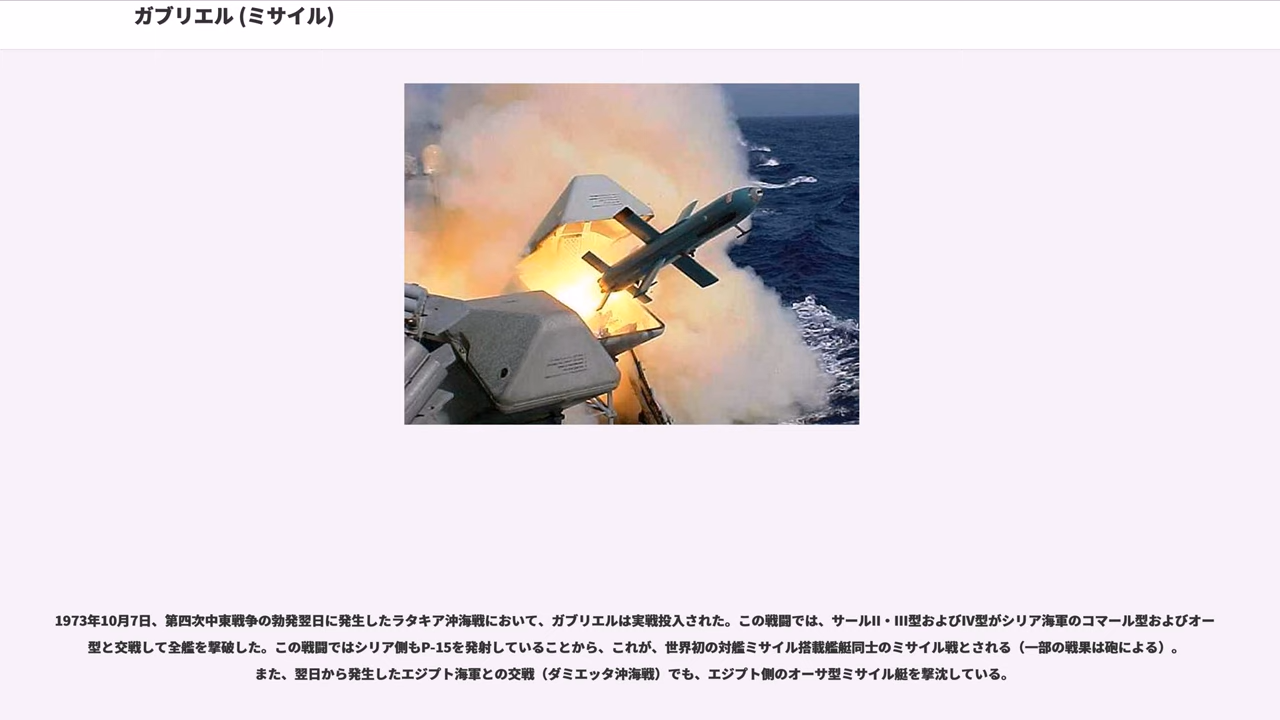 ガブリエル (ミサイル)
1973年10月7日、第四次中東戦争の勃発翌日に発生したラタキア沖海戦において、ガブリエルは実戦投入された。この戦闘では、サールII・III型およびIV型がシリア海軍のコマール型およびオー
型と交戦して全艦を撃破した。この戦闘ではシリア側もP-15を発射していることから、これが、世界初の対艦ミサイル搭載艦艇同士のミサイル戦とされる（一部の戦果は砲による）。
また、翌日から発生したエジプト海軍との交戦（ダミエッタ沖海戦）でも、エジプト側のオーサ型ミサイル艇を撃沈している。